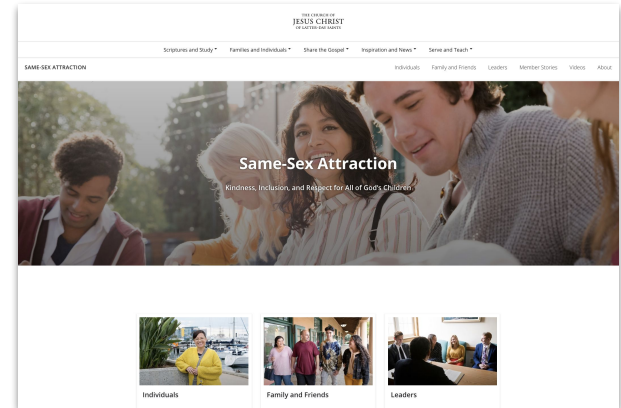 THE CHURCH OF
JESUS CHRIST
OF LATTER-DAY SAINTS
Scriptures and Study Families and Individuals Share the Gospel Inspiration and News Serve and Teach
SAME-SEX ATTRACTION Individuals Family and Friends Leaders Member Stories Videos About
Same-Sex Attraction
Kindness, Inclusion, and Respect for All of God's Children.
Individuals Family and Friends Leaders